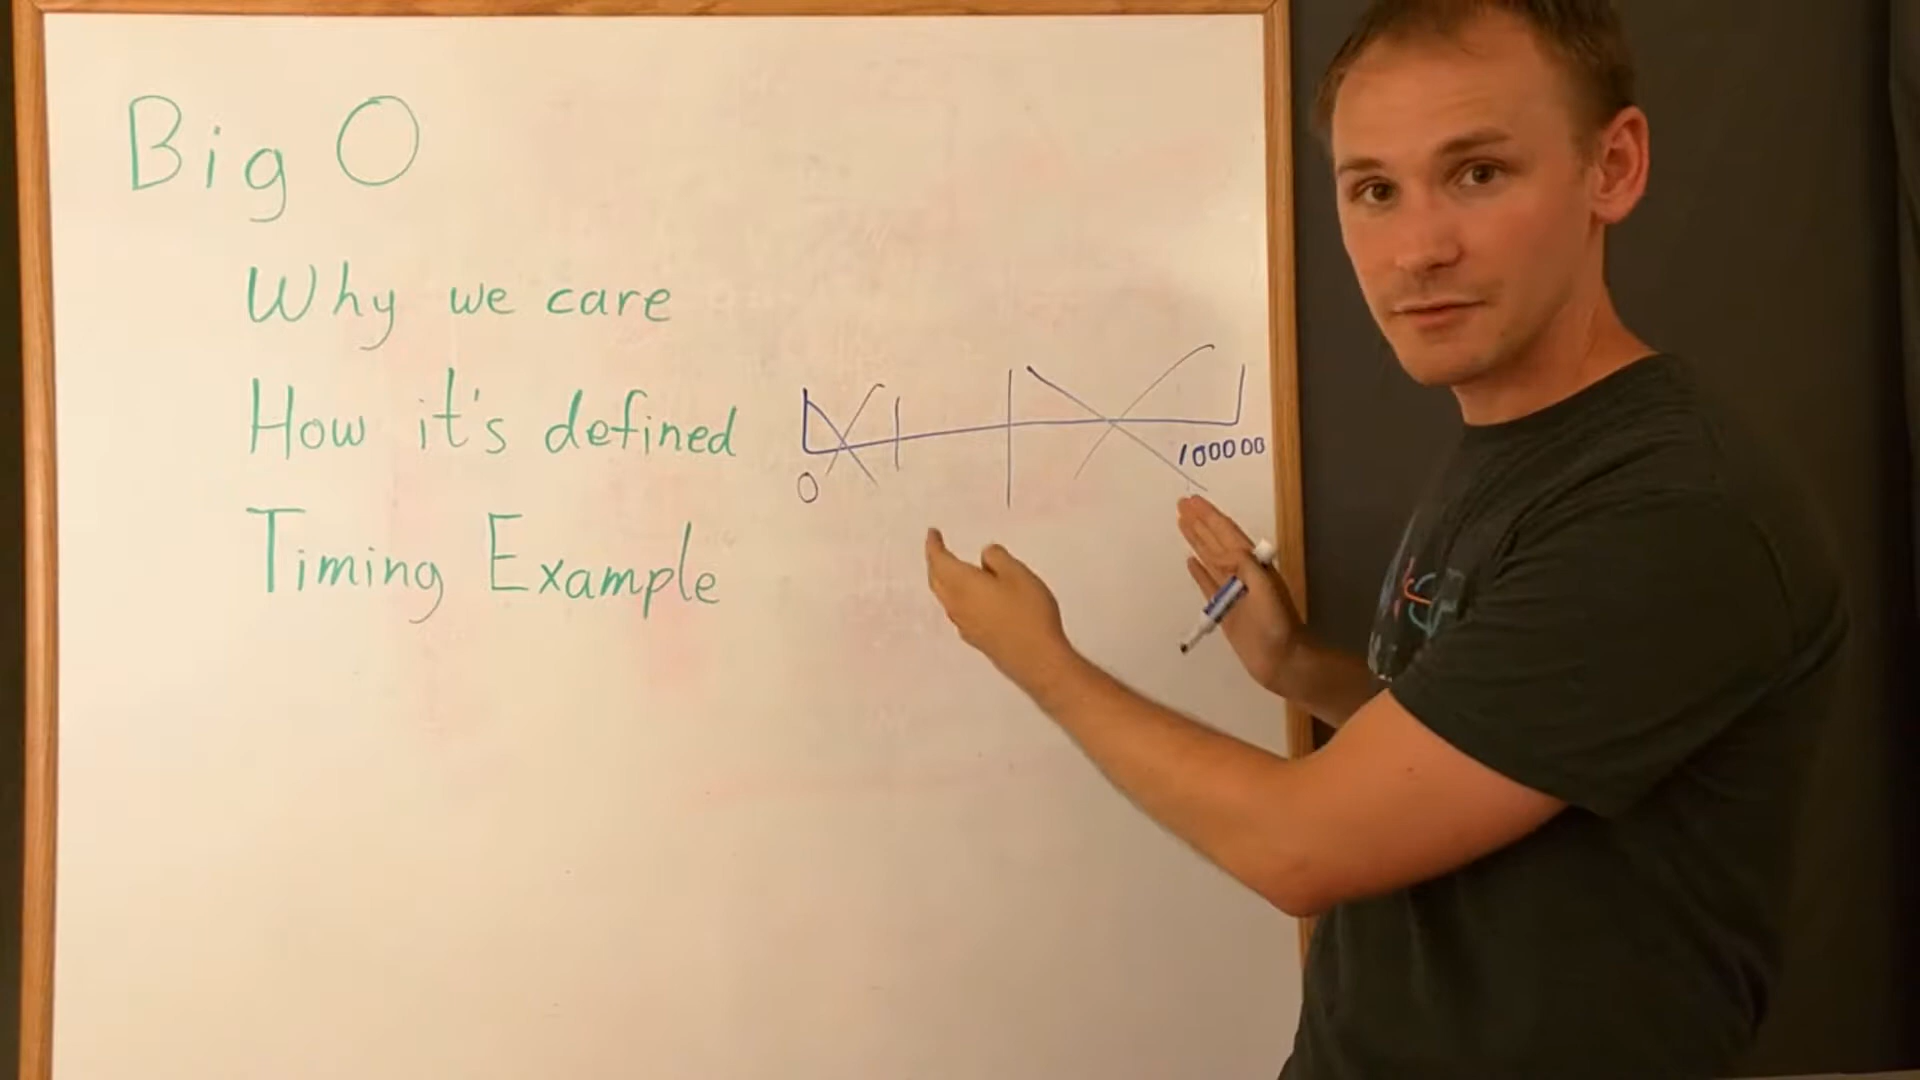 Big O
Why we care
How it's defined
0
100000
Timing Example